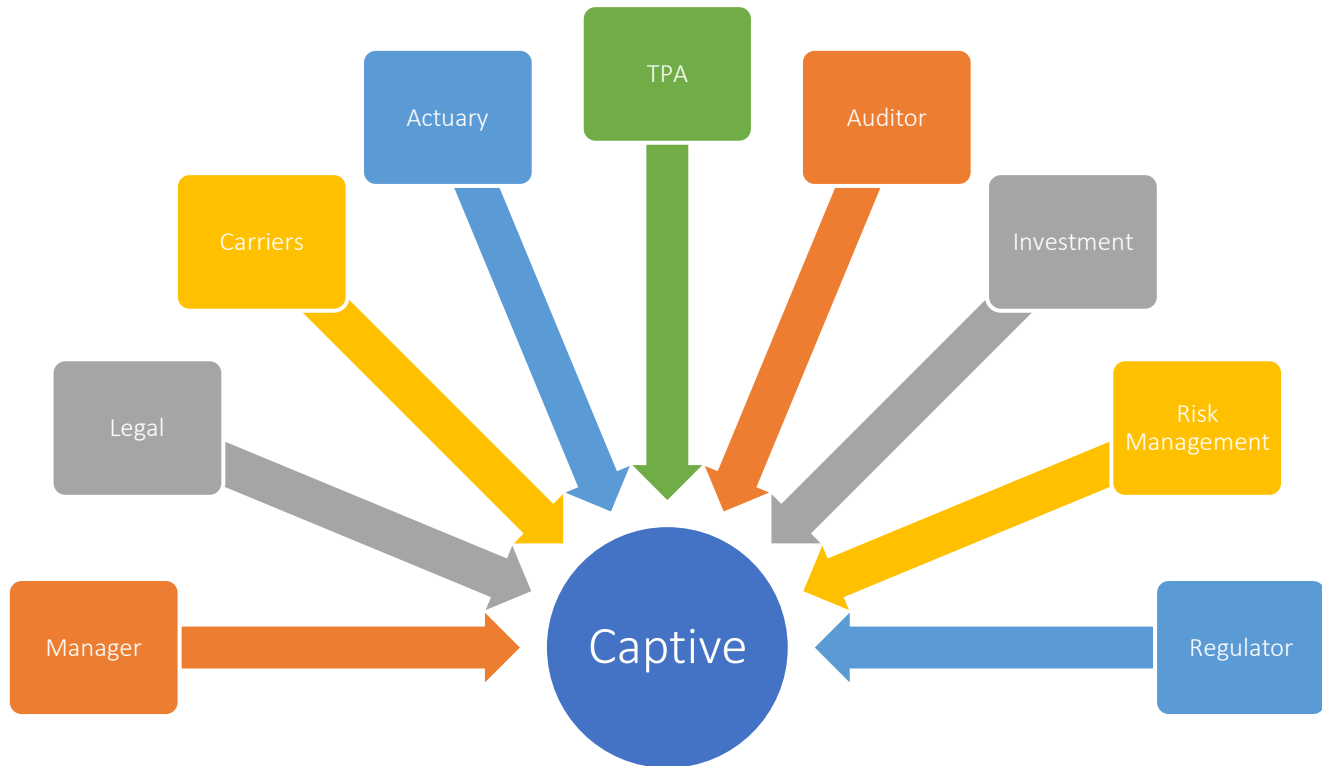 TPA
Actuary
Auditor
Carriers
Investment
Legal
Risk
Management
Manager
Captive
Regulator